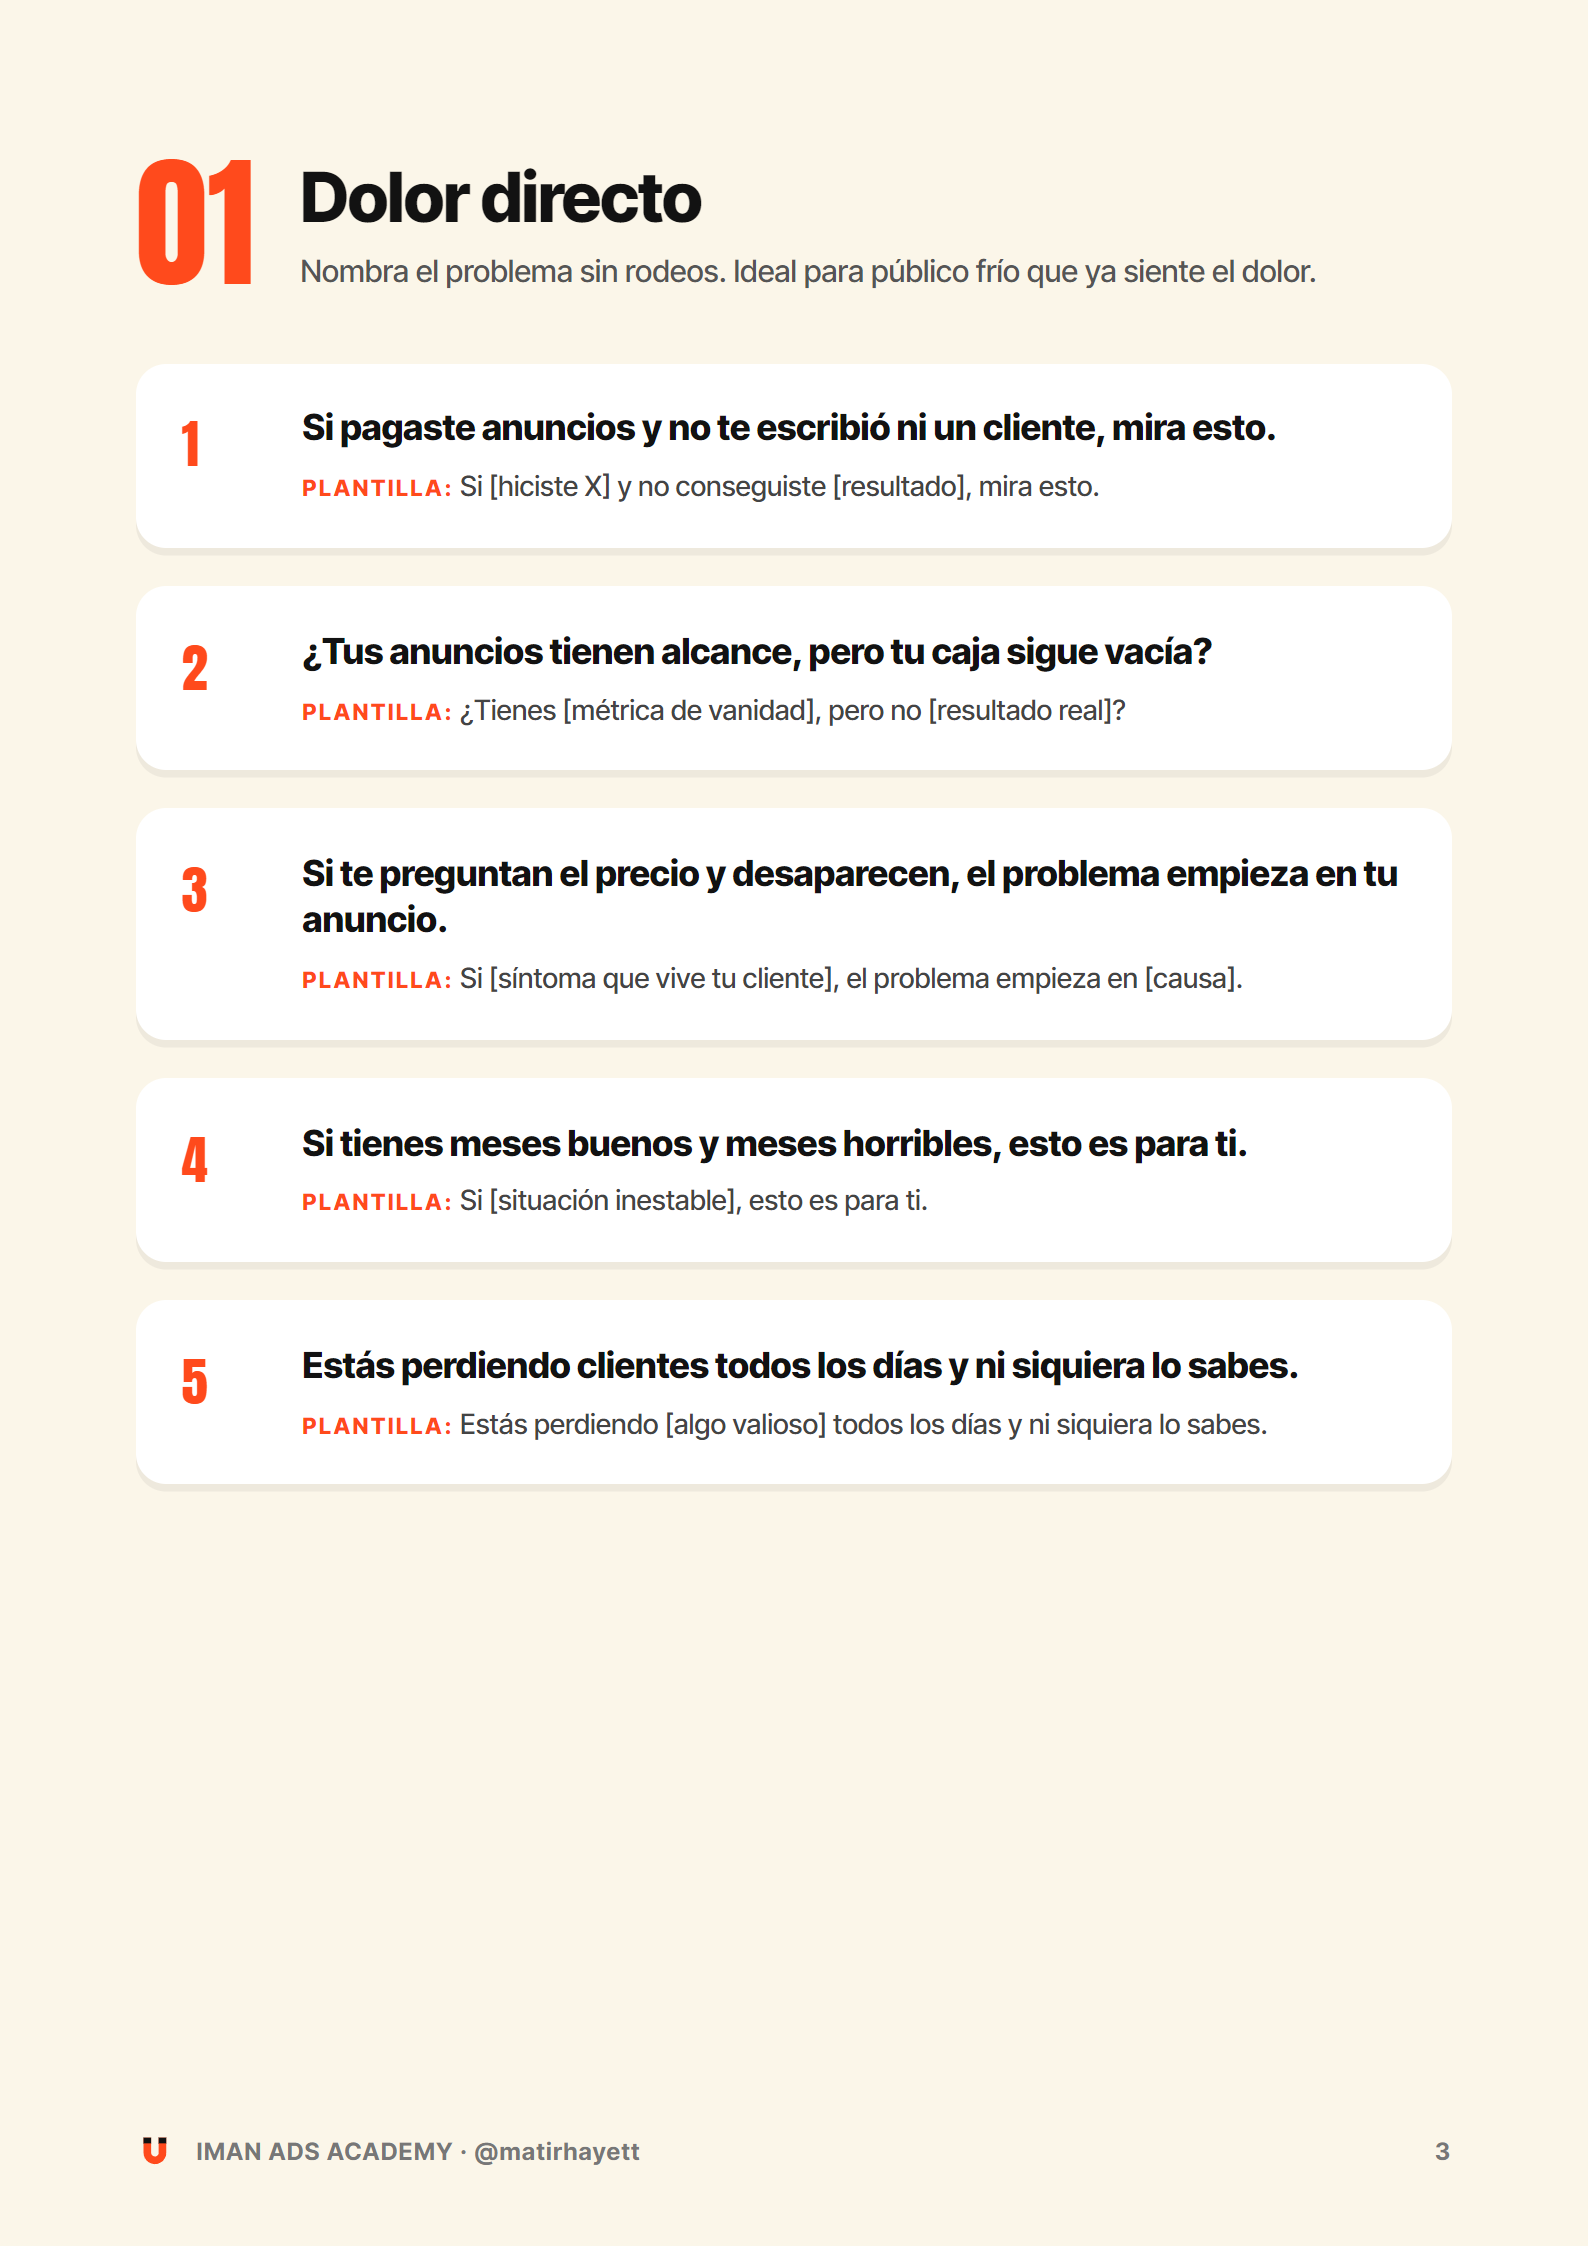 01
Dolor directo
Nombra el problema sin rodeos. Ideal para público frío que ya siente el dolor.
1
Si pagaste anuncios y no te escribió ni un cliente, mira esto.
PLANTILLA: Si [hiciste X] y no conseguiste [resultado], mira esto.
2
¿Tus anuncios tienen alcance, pero tu caja sigue vacía?
PLANTILLA: ¿Tienes [métrica de vanidad], pero no [resultado real]?
3
Si te preguntan el precio y desaparecen, el problema empieza en tu
anuncio.
PLANTILLA: Si [síntoma que vive tu cliente], el problema empieza en [causa].
4
Si tienes meses buenos y meses horribles, esto es para ti.
PLANTILLA: Si [situación inestable], esto es para ti.
5
Estás perdiendo clientes todos los días y ni siquiera lo sabes.
PLANTILLA: Estás perdiendo [algo valioso] todos los días y ni siquiera lo sabes.
IMAN ADS ACADEMY · @matirhayett
3